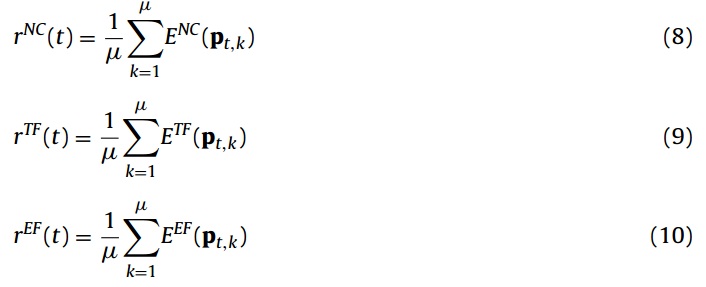 r^{NC}(t) = \frac{1}{\mu} \sum_{k=1}^{\mu} E^{NC}(\mathbf{p}_{t,k}) (8)
r^{TF}(t) = \frac{1}{\mu} \sum_{k=1}^{\mu} E^{TF}(\mathbf{p}_{t,k}) (9)
r^{EF}(t) = \frac{1}{\mu} \sum_{k=1}^{\mu} E^{EF}(\mathbf{p}_{t,k}) (10)